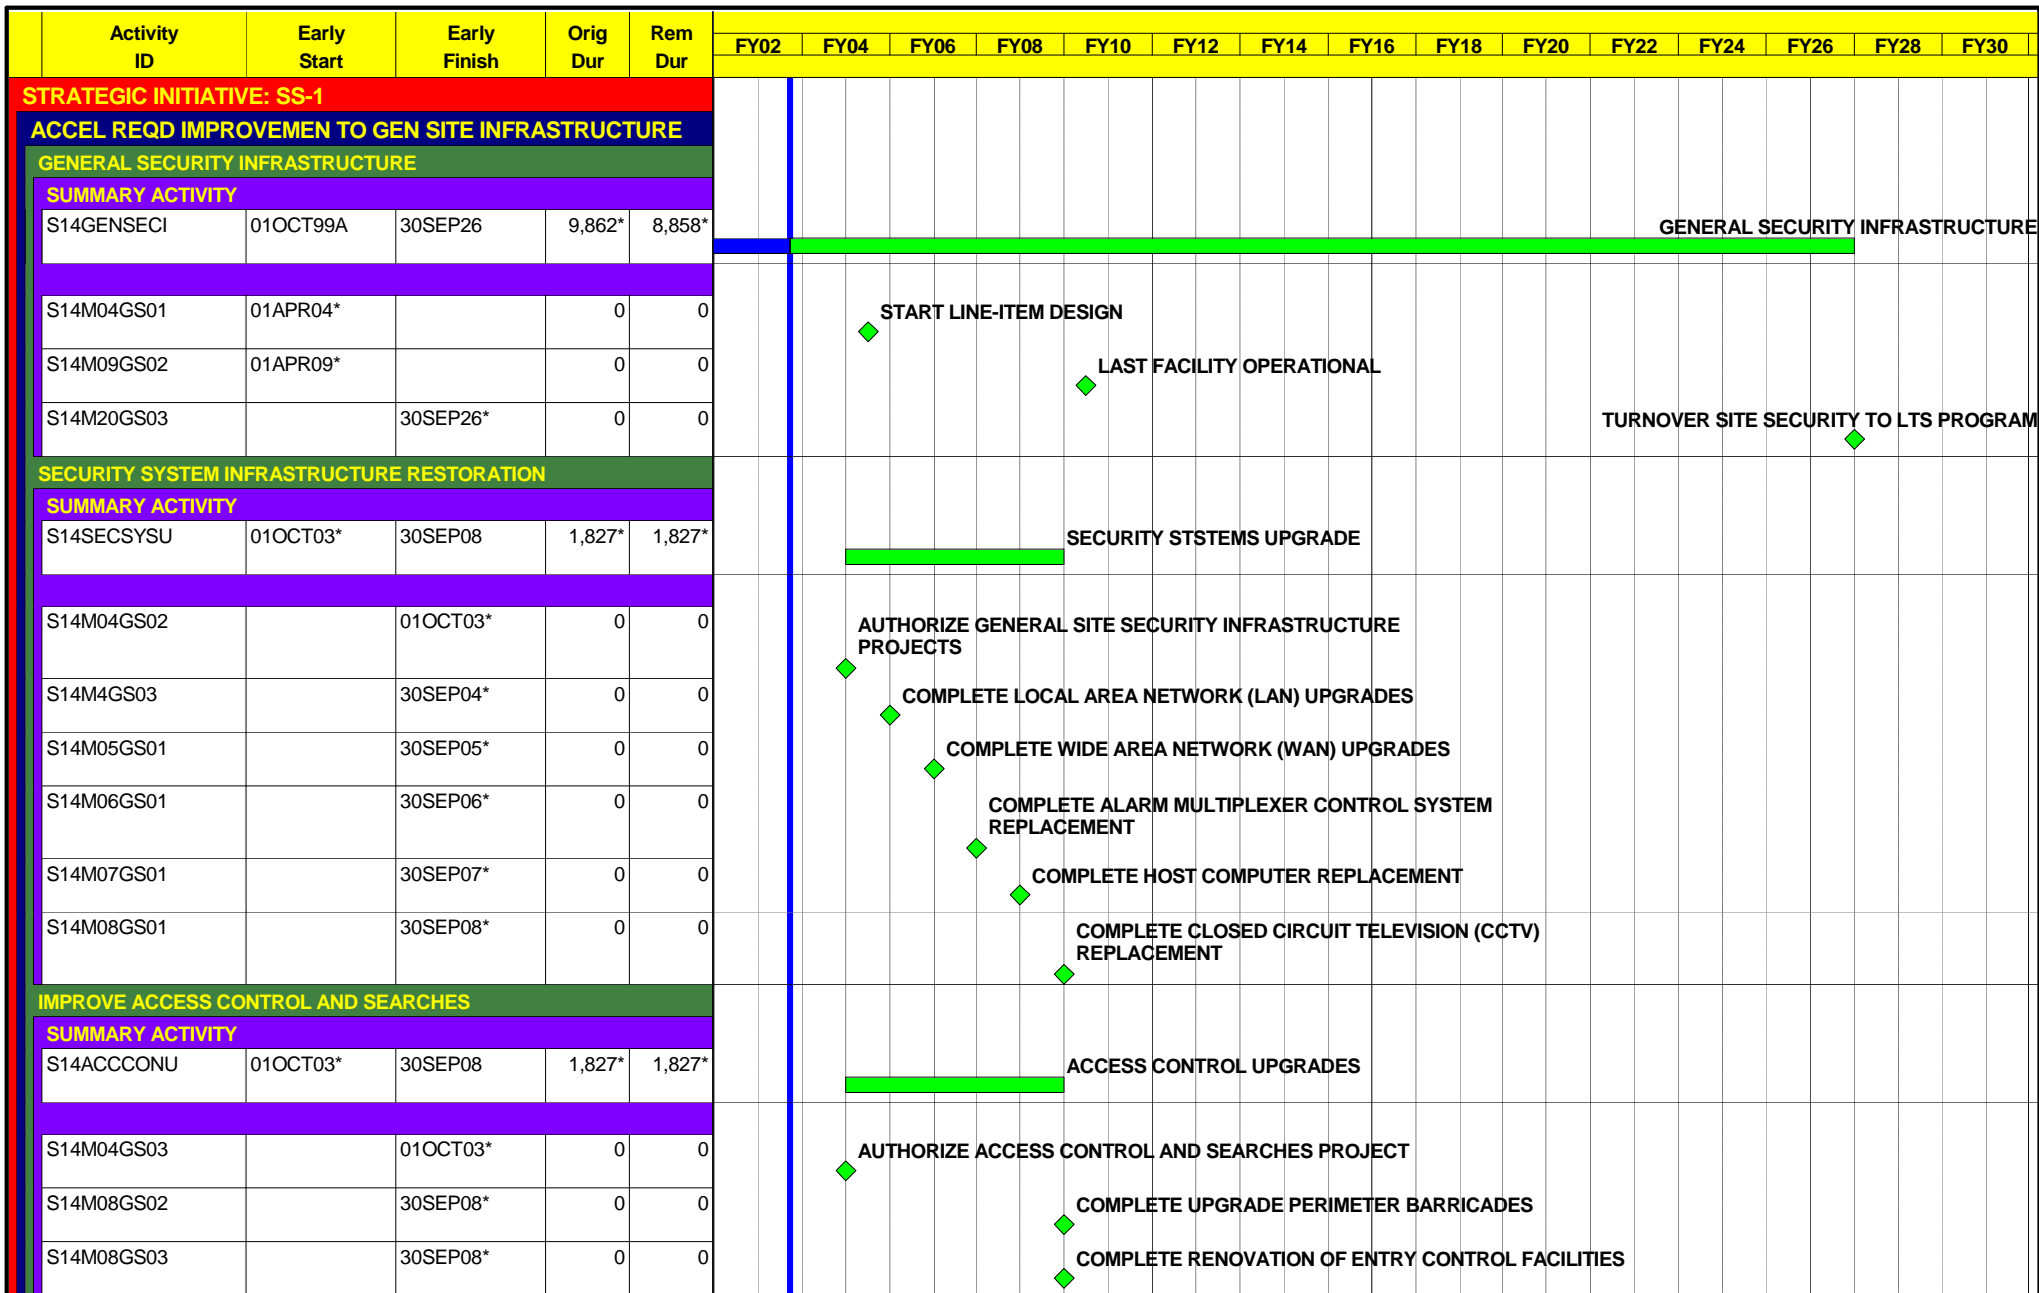 Activity ID Early Start Early Finish Orig Dur Rem Dur
FY02 FY04 FY06 FY08 FY10 FY12 FY14 FY16 FY18 FY20 FY22 FY24 FY26 FY28 FY30
STRATEGIC INITIATIVE: SS-1
ACCEL REQD IMPROVEMEN TO GEN SITE INFRASTRUCTURE
GENERAL SECURITY INFRASTRUCTURE
SUMMARY ACTIVITY
S14GENSECI 01OCT99A 30SEP26 9,862* 8,858* GENERAL SECURITY INFRASTRUCTURE
S14M04GS01 01APR04* 0 0 START LINE-ITEM DESIGN
S14M09GS02 01APR09* 0 0 LAST FACILITY OPERATIONAL
S14M20GS03 30SEP26* 0 0 TURNOVER SITE SECURITY TO LTS PROGRAM
SECURITY SYSTEM INFRASTRUCTURE RESTORATION
SUMMARY ACTIVITY
S14SECSYSU 01OCT03* 30SEP08 1,827* 1,827* SECURITY STSTEMS UPGRADE
S14M04GS02 01OCT03* 0 0 AUTHORIZE GENERAL SITE SECURITY INFRASTRUCTURE
PROJECTS
S14M4GS03 30SEP04* 0 0 COMPLETE LOCAL AREA NETWORK (LAN) UPGRADES
S14M05GS01 30SEP05* 0 0 COMPLETE WIDE AREA NETWORK (WAN) UPGRADES
S14M06GS01 30SEP06* 0 0 COMPLETE ALARM MULTIPLEXER CONTROL SYSTEM
REPLACEMENT
S14M07GS01 30SEP07* 0 0 COMPLETE HOST COMPUTER REPLACEMENT
S14M08GS01 30SEP08* 0 0 COMPLETE CLOSED CIRCUIT TELEVISION (CCTV)
REPLACEMENT
IMPROVE ACCESS CONTROL AND SEARCHES
SUMMARY ACTIVITY
S14ACCCONU 01OCT03* 30SEP08 1,827* 1,827* ACCESS CONTROL UPGRADES
S14M04GS03 01OCT03* 0 0 AUTHORIZE ACCESS CONTROL AND SEARCHES PROJECT
S14M08GS02 30SEP08* 0 0 COMPLETE UPGRADE PERIMETER BARRICADES
S14M08GS03 30SEP08* 0 0 COMPLETE RENOVATION OF ENTRY CONTROL FACILITIES